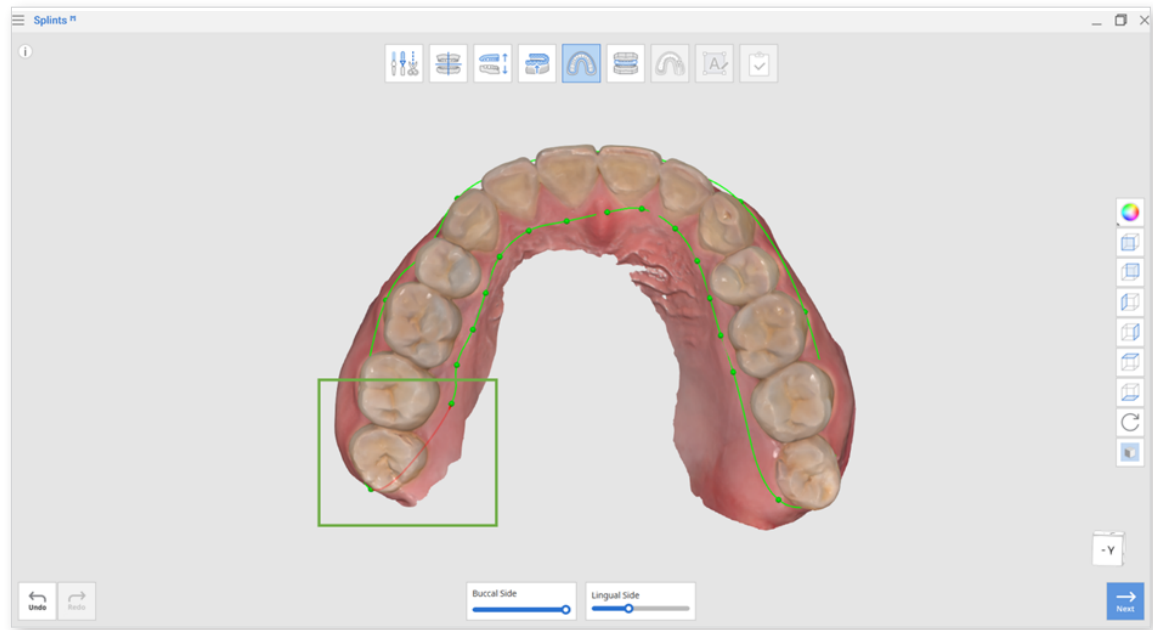 Splints
A
- Y
Buccal Side
Lingual Side
Undo
Redo
Next